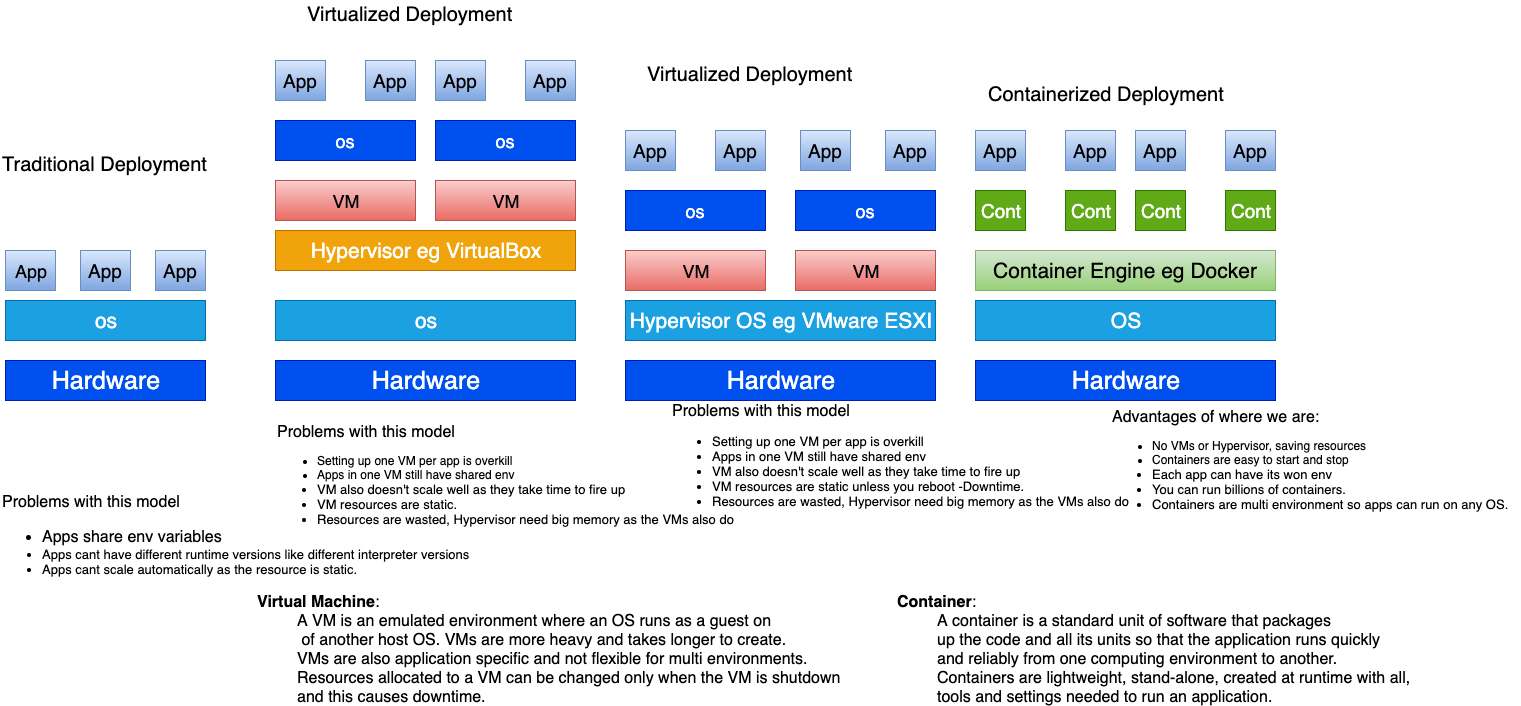 Traditional Deployment
App
App
App
os
Hardware
Problems with this model
• Apps share env variables
• Apps cant have different runtime versions like different interpreter versions
• Apps cant scale automatically as the resource is static.
Virtualized Deployment
App
App
App
App
os
os
VM
VM
Hypervisor eg VirtualBox
os
Hardware
Problems with this model
• Setting up one VM per app is overkill
• Apps in one VM still have shared env
• VM also doesn't scale well as they take time to fire up
• VM resources are static.
• Resources are wasted, Hypervisor need big memory as the VMs also do
Virtualized Deployment
App
App
App
App
os
os
VM
VM
Hypervisor OS eg VMware ESXI
Hardware
Problems with this model
• Setting up one VM per app is overkill
• Apps in one VM still have shared env
• VM also doesn't scale well as they take time to fire up
• VM resources are static unless you reboot -Downtime.
• Resources are wasted, Hypervisor need big memory as the VMs also do
Containerized Deployment
App
App
App
App
Cont
Cont
Cont
Cont
Container Engine eg Docker
OS
Hardware
Advantages of where we are:
• No VMs or Hypervisor, saving resources
• Containers are easy to start and stop
• Each app can have its won env
• You can run billions of containers.
• Containers are multi environment so apps can run on any OS.
Virtual Machine:
A VM is an emulated environment where an OS runs as a guest on
of another host OS. VMs are more heavy and takes longer to create.
VMs are also application specific and not flexible for multi environments.
Resources allocated to a VM can be changed only when the VM is shutdown
and this causes downtime.
Container:
A container is a standard unit of software that packages
up the code and all its units so that the application runs quickly
and reliably from one computing environment to another.
Containers are lightweight, stand-alone, created at runtime with all,
tools and settings needed to run an application.